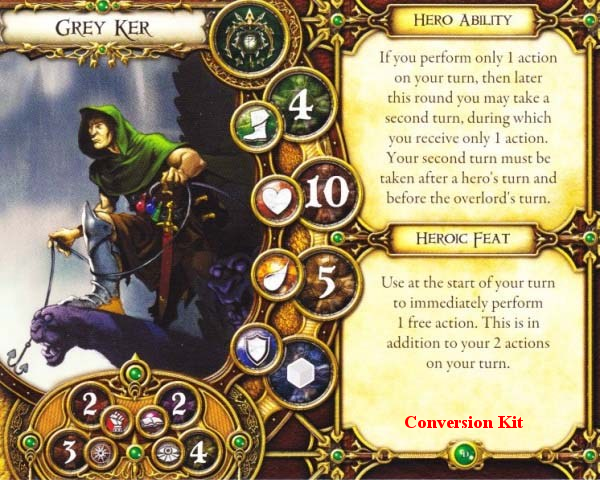 Grey Ker
4
10
5
2 2
3 4
Hero Ability
If you perform only 1 action
on your turn, then later
this round you may take a
second turn, during which
you receive only 1 action.
Your second turn must be
taken after a hero's turn and
before the overlord's turn.
Heroic Feat
Use at the start of your turn
to immediately perform
1 free action. This is in
addition to your 2 actions
on your turn.
Conversion Kit